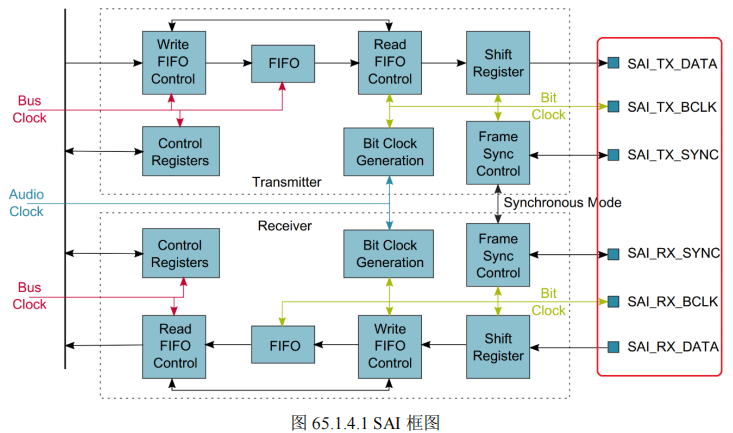 Write
FIFO
Control
FIFO
Read
FIFO
Control
Shift
Register
SAI_TX_DATA
Bus
Clock
Bit
Clock
SAI_TX_BCLK
Control
Registers
Bit Clock
Generation
Frame
Sync
Control
SAI_TX_SYNC
Transmitter
Audio
Clock
Synchronous Mode
Receiver
Control
Registers
Bit Clock
Generation
Frame
Sync
Control
SAI_RX_SYNC
Bus
Clock
Bit
Clock
SAI_RX_BCLK
Read
FIFO
Control
FIFO
Write
FIFO
Control
Shift
Register
SAI_RX_DATA
图 65.1.4.1 SAI 框图